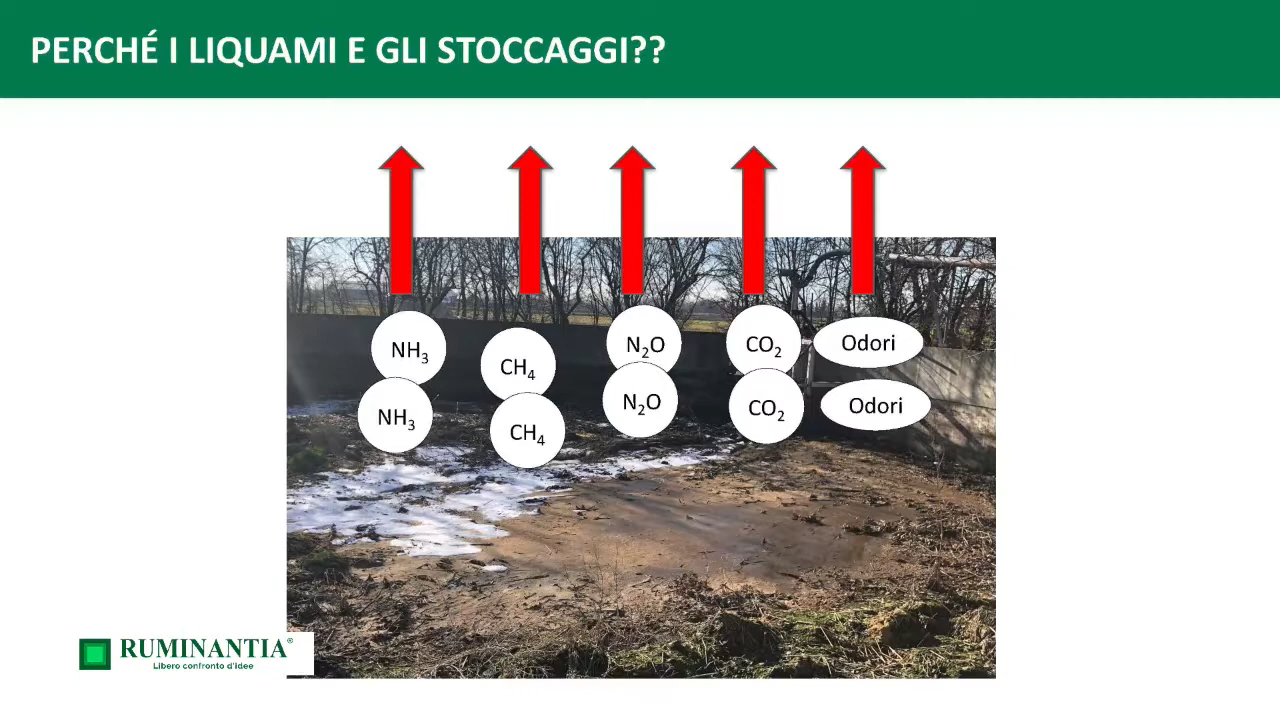 PERCHÉ I LIQUAMI E GLI STOCCAGGI??
NH₃
CH₄
N₂O
CO₂
Odori
NH₃
CH₄
N₂O
CO₂
Odori
RUMINANTIA®
Libero confronto d'idee